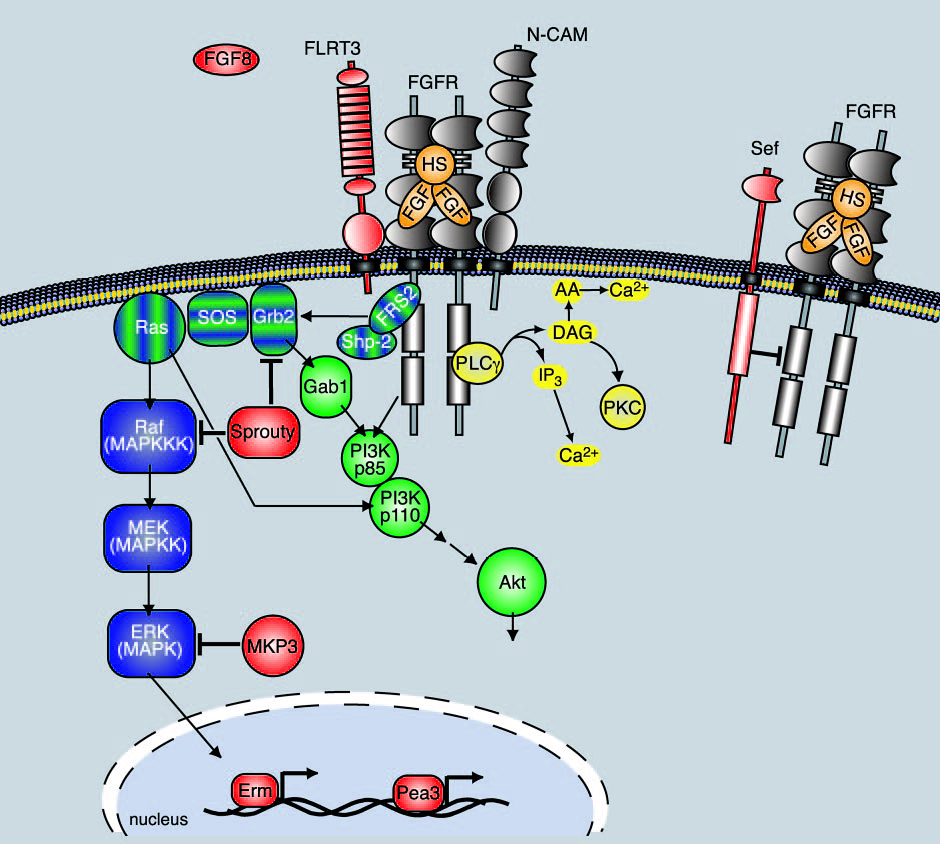 N-CAM
FLRT3
FGF8
FGFR
FGFR
Sef
HS
FGF
FGF
HS
FGF
FGF
Ras
SOS
Grb2
FRS2
Shp-2
AA
Ca2+
DAG
PLCγ
IP3
PKC
Gab1
Raf
(MAPKKK)
Sprouty
PI3K
p85
Ca2+
PI3K
p110
MEK
(MAPKK)
Akt
ERK
(MAPK)
MKP3
Erm
Pea3
nucleus